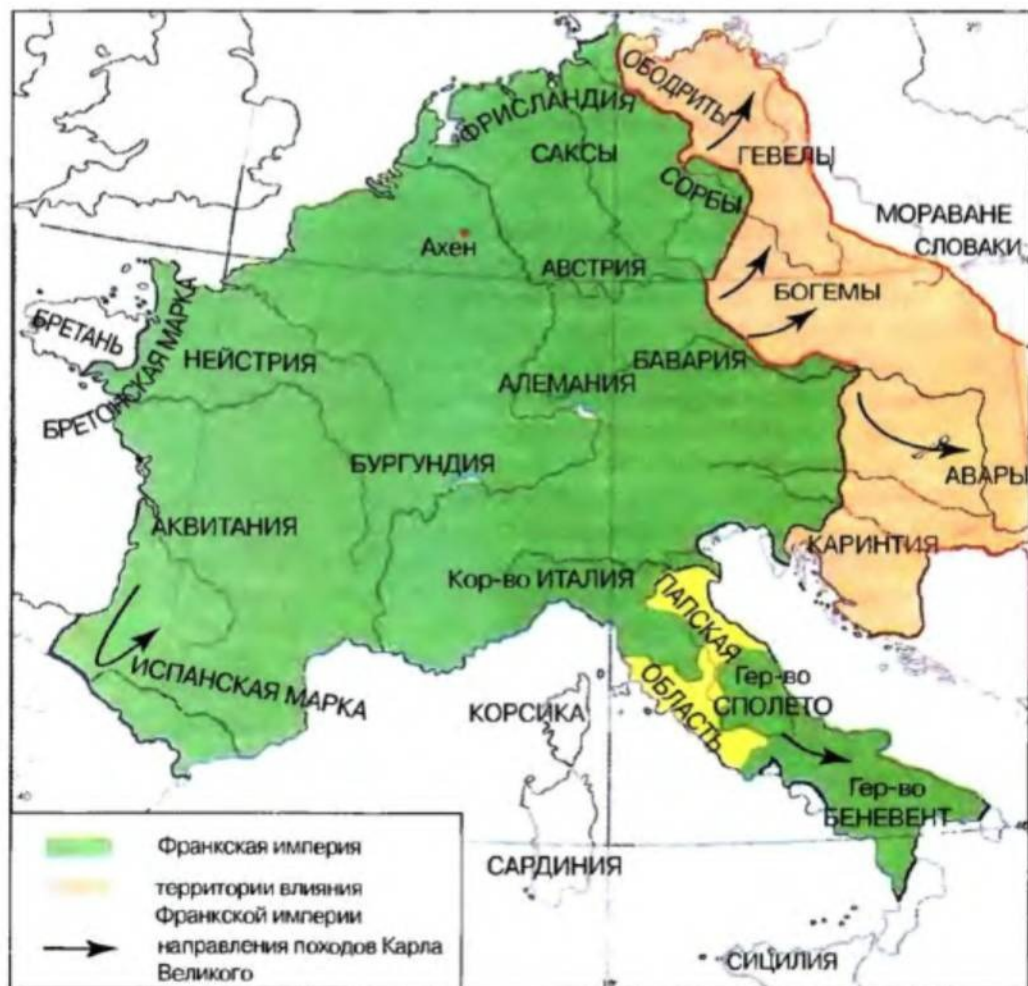 ОБОДРИТЫ
ФРИСЛАНДИЯ
САКСЫ
ГЕВЕЛЫ
СОРБЫ
МОРАВАНЕ
СЛОВАКИ
Ахен
АВСТРИЯ
БОГЕМЫ
БРЕТАНЬ
БРЕТОНСКАЯ МАРКА
НЕЙСТРИЯ
БАВАРИЯ
АЛЕМАНИЯ
БУРГУНДИЯ
АВАРЫ
АКВИТАНИЯ
КАРИНТИЯ
Кор-во ИТАЛИЯ
ПАПСКАЯ
ОБЛАСТЬ
ИСПАНСКАЯ МАРКА
Гер-во
СПОЛЕТО
КОРСИКА
Гер-во
БЕНЕВЕНТ
САРДИНИЯ
СИЦИЛИЯ
40
0
Франкская империя
территории влияния
Франкской империи
направления походов Карла
Великого